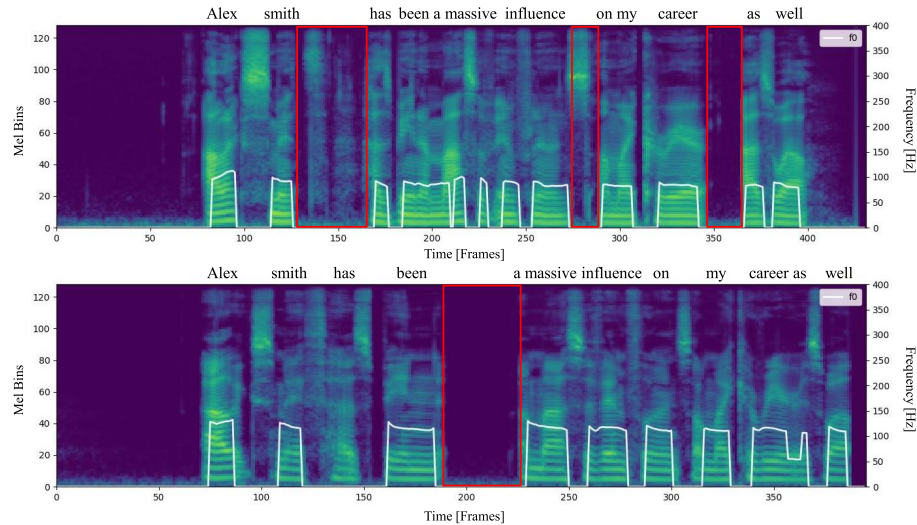 Alex smith has been a massive influence on my career as well
120 100 80 60 40 20 0
Mel Bins
400 350 300 250 200 150 100 50 0
Frequency [Hz]
f0
0 50 100 150 200 250 300 350 400
Time [Frames]
Alex smith has been a massive influence on my career as well
120 100 80 60 40 20 0
Mel Bins
400 350 300 250 200 150 100 50 0
Frequency [Hz]
f0
0 50 100 150 200 250 300 350
Time [Frames]